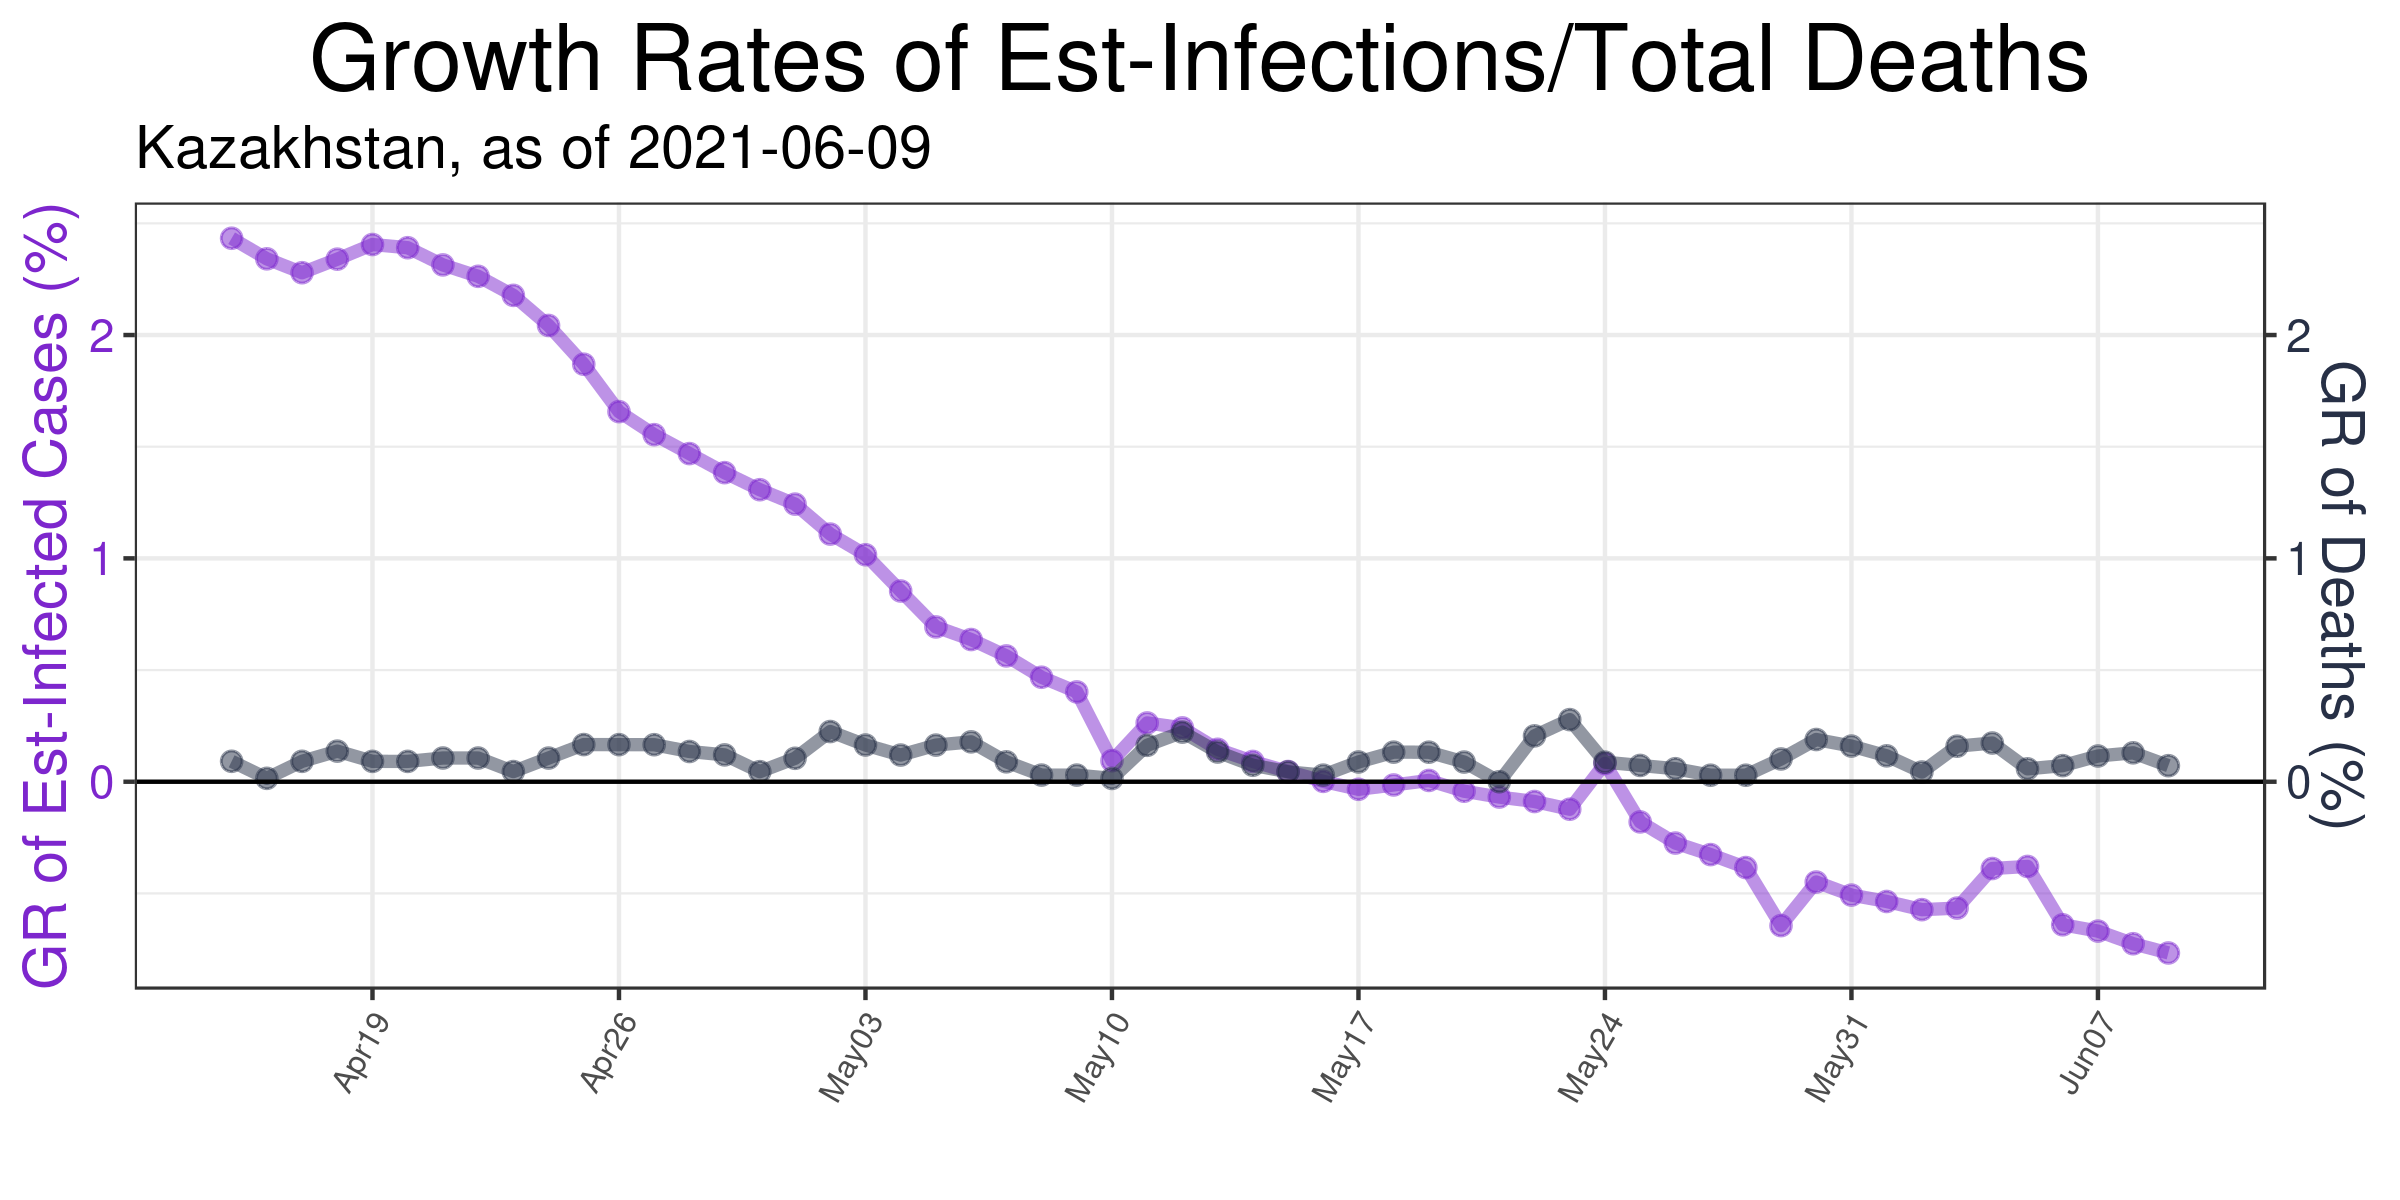 Growth Rates of Est-Infections/Total Deaths
Kazakhstan, as of 2021-06-09
GR of Est-Infected Cases (%)
2
1
0
2
1
0
GR of Deaths (%)
Apr19
Apr26
May03
May10
May17
May24
May31
Jun07